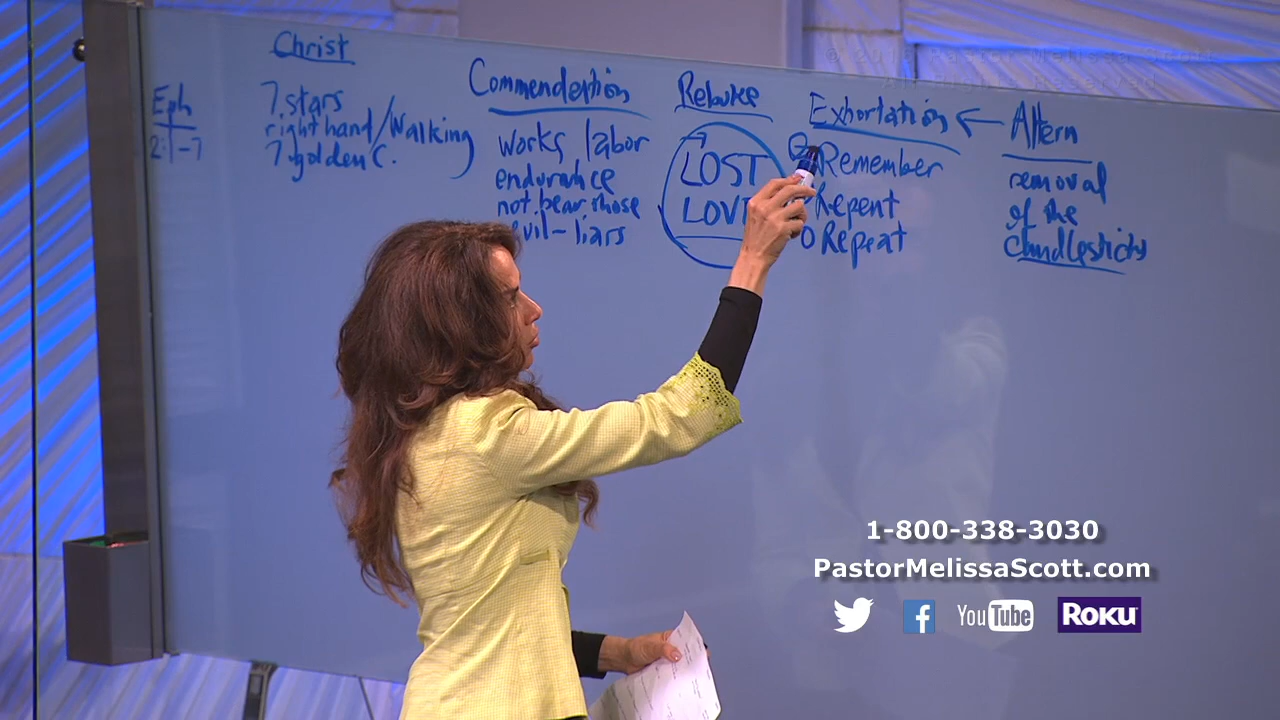 Christ
Commendation
Rebuke
Exhortation ←
Altern
Eph
2:1-7
7 stars
right hand/Walking
7 golden C.
works labor
endurance
not bear those
evil-liars
LOST
LOVE
Remember
Repent
Repeat
removal
of the
candlesticks
1-800-338-3030
PastorMelissaScott.com
YouTube
ROKU